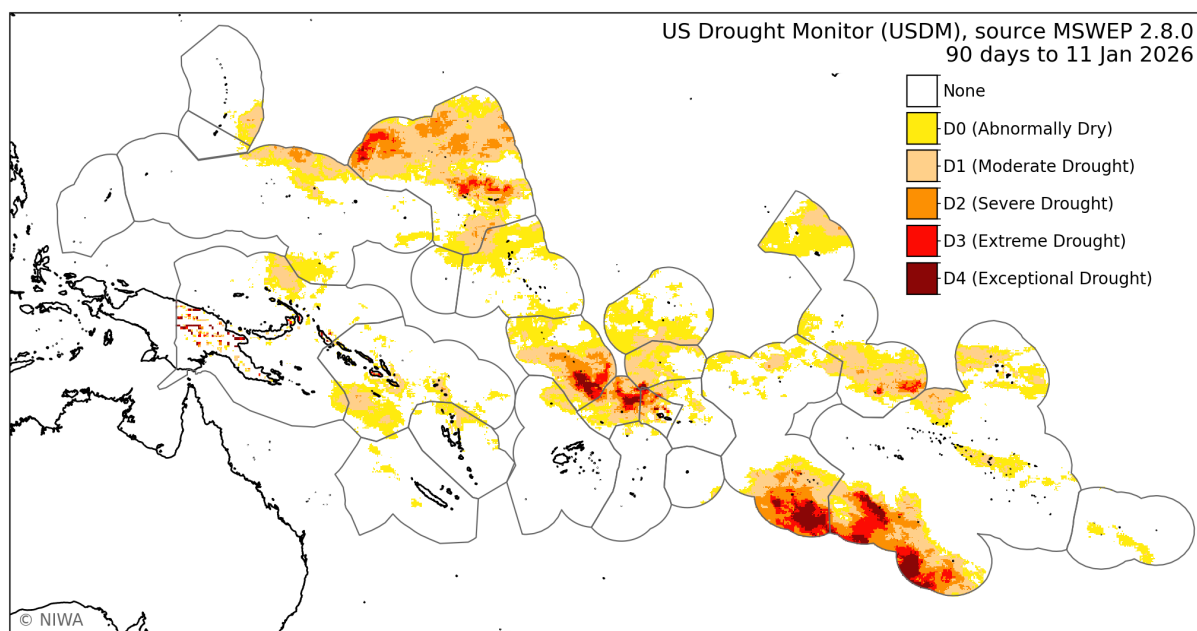 US Drought Monitor (USDM), source MSWEP 2.8.0
90 days to 11 Jan 2026
None
D0 (Abnormally Dry)
D1 (Moderate Drought)
D2 (Severe Drought)
D3 (Extreme Drought)
D4 (Exceptional Drought)
© NIWA